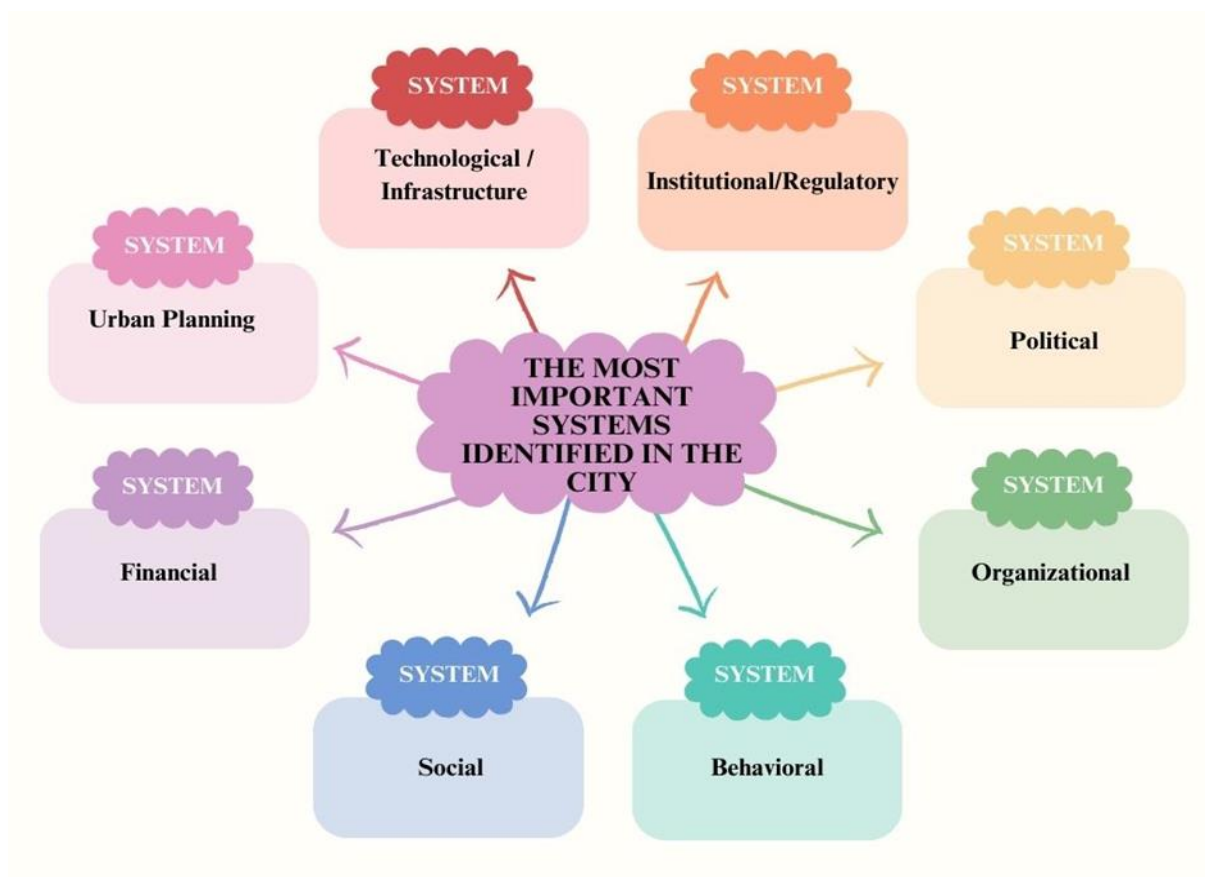 SYSTEM
Technological /
Infrastructure
SYSTEM
Institutional/Regulatory
SYSTEM
Urban Planning
SYSTEM
Political
THE MOST
IMPORTANT
SYSTEMS
IDENTIFIED IN THE
CITY
SYSTEM
Financial
SYSTEM
Organizational
SYSTEM
Social
SYSTEM
Behavioral